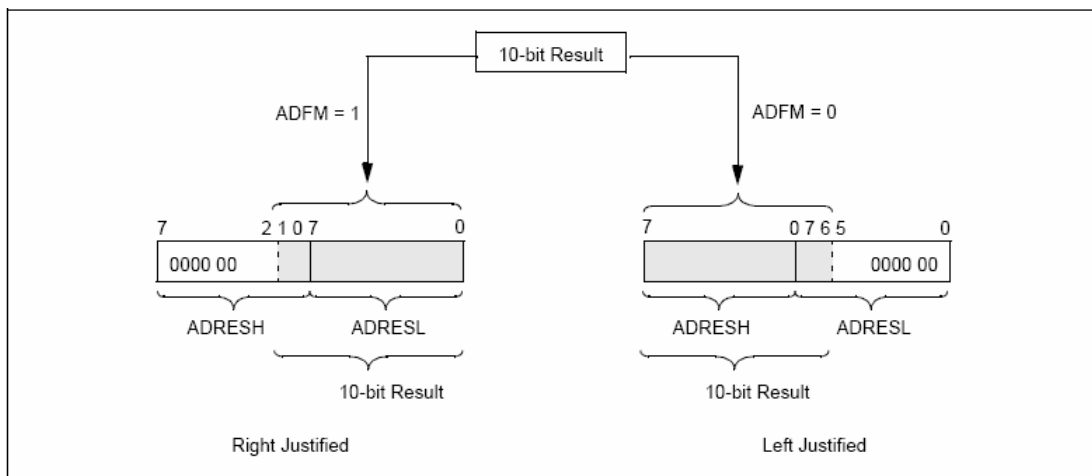 10-bit Result
ADFM = 1
ADFM = 0
7 2 1 0 7 0
7 0 7 6 5 0
0000 00
0000 00
ADRESH ADRESL
ADRESH ADRESL
10-bit Result
10-bit Result
Right Justified
Left Justified